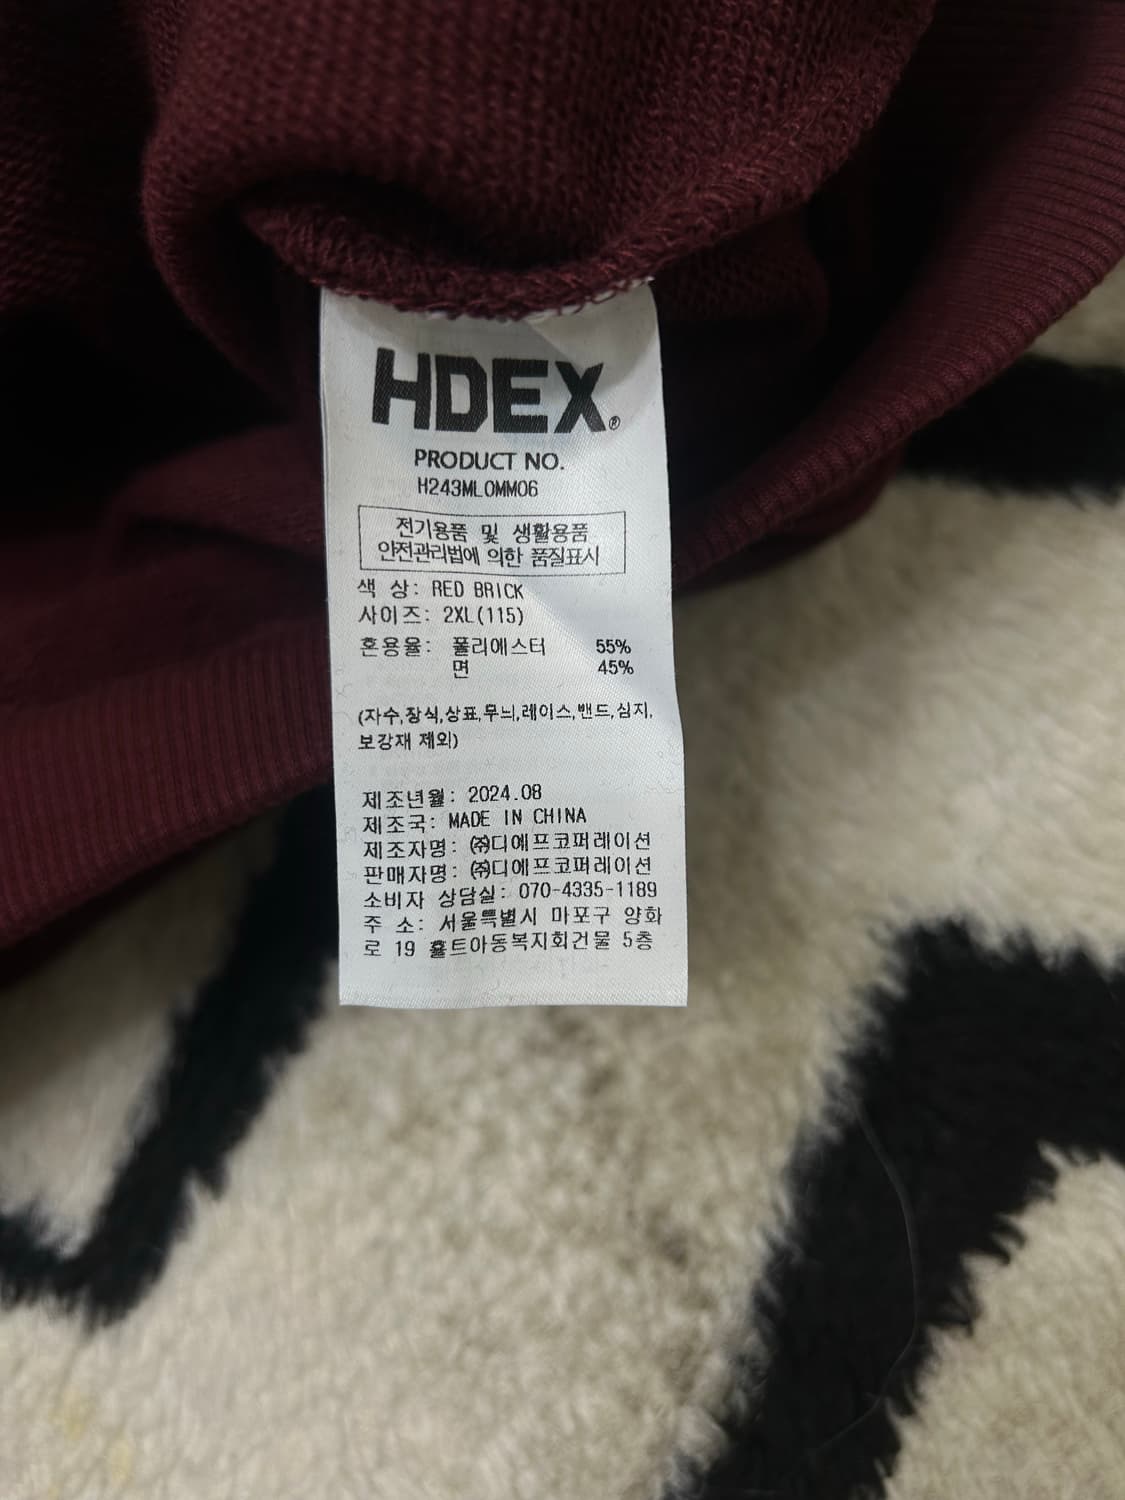 HDEX®
PRODUCT NO.
H243ML0MM06
전기용품 및 생활용품
안전관리법에 의한 품질표시
색 상: RED BRICK
사이즈: 2XL(115)
혼용율: 폴리에스터 55%
면 45%
(자수,장식,상표,무늬,레이스,밴드,심지,
보강재 제외)
제조년월: 2024.08
제조국: MADE IN CHINA
제조자명: ㈜디에프코퍼레이션
판매자명: ㈜디에프코퍼레이션
소비자 상담실: 070-4335-1189
주 소: 서울특별시 마포구 양화
로 19 홀트아동복지회건물 5층